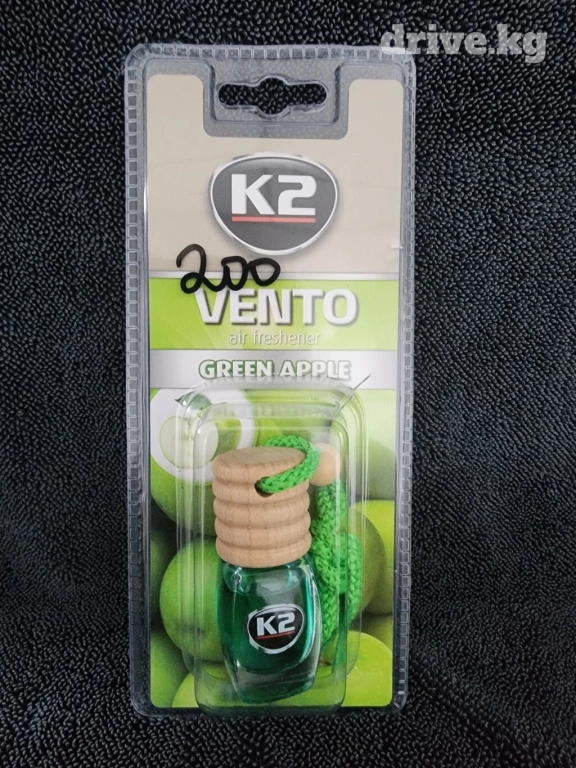 drive.kg
K2
200
VENTO
air freshener
GREEN APPLE
K2